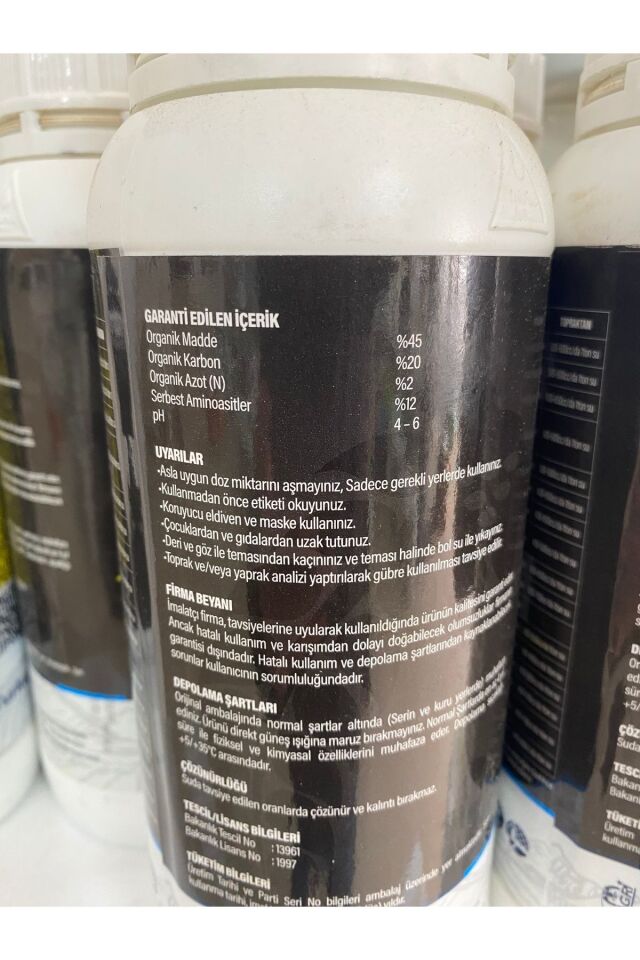 GARANTİ EDİLEN İÇERİK
Organik Madde %45
Organik Karbon %20
Organik Azot (N) %2
Serbest Aminoasitler %12
pH 4 – 6
UYARILAR
•Asla uygun doz miktarını aşmayınız, Sadece gerekli yerlerde kullanınız.
•Kullanmadan önce etiketi okuyunuz.
•Koruyucu eldiven ve maske kullanınız.
•Çocuklardan ve gıdalardan uzak tutunuz.
•Deri ve göz ile temasından kaçınınız ve teması halinde bol su ile yıkayınız.
•Toprak ve/veya yaprak analizi yaptırılarak gübre kullanılması tavsiye edilir.
FİRMA BEYANI
İmalatçı firma, tavsiyelerine uyularak kullanıldığında ürünün kalitesini garanti
Ancak hatalı kullanım ve karışımdan dolayı doğabilecek olumsuzluklar
garantisi dışındadır. Hatalı kullanım ve depolama şartlarından
sorunlar kullanıcının sorumluluğundadır.
DEPOLAMA ŞARTLARI
Orijinal ambalajında normal şartlar altında (Serin ve kuru yerlerde)
ediniz. Ürünü direkt güneş ışığına maruz bırakmayınız. Normal Şartlarda
süre ile fiziksel ve kimyasal özelliklerini muhafaza eder. Depolama
+5/+35°C arasındadır.
ÇÖZÜNÜRLÜĞÜ
Suda tavsiye edilen oranlarda çözünür ve kalıntı bırakmaz.
TESCİL/LİSANS BİLGİLERİ
Bakanlık Tescil No :13961
Bakanlık Lisans No :1997
TÜKETİM BİLGİLERİ
Üretim Tarihi ve Parti Seri No bilgileri ambalaj üzerinde yer
kullanma tarihi,
TOPRAKTAN